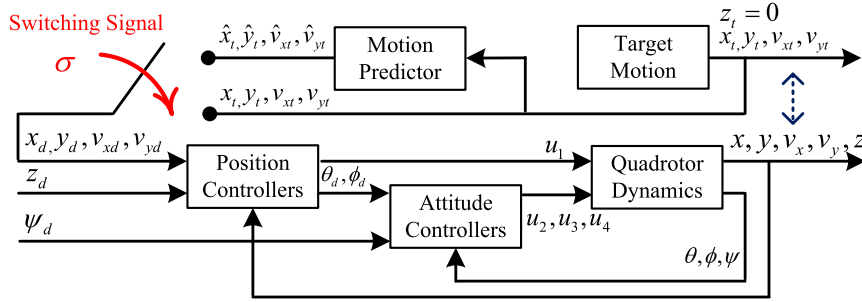 Switching Signal
σ
x̂_t, ŷ_t, v̂_xt, v̂_yt
Motion
Predictor
Target
Motion
z_t = 0
x_t, y_t, v_xt, v_yt
x_t, y_t, v_xt, v_yt
x_d, y_d, v_xd, v_yd
z_d
ψ_d
Position
Controllers
θ_d, ϕ_d
Attitude
Controllers
u_1
u_2, u_3, u_4
Quadrotor
Dynamics
x, y, v_x, v_y, z
θ, ϕ, ψ